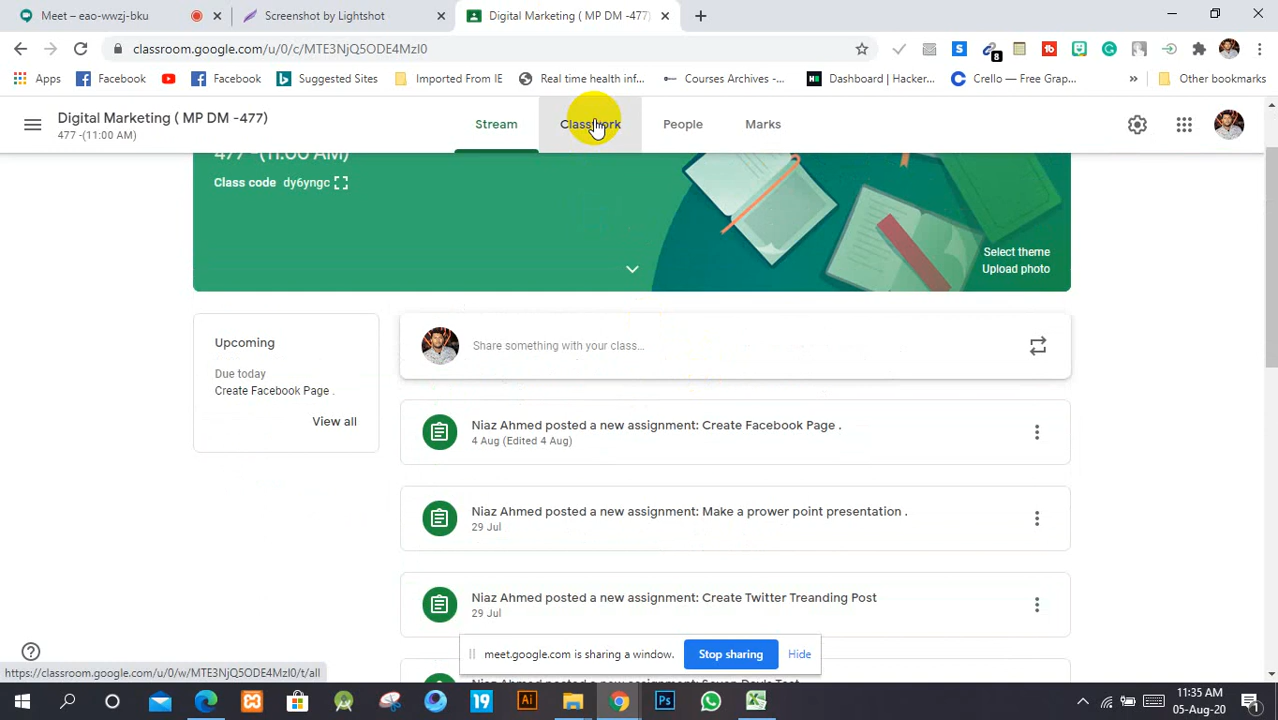 Meet – eao-wwzj-bku
Screenshot by Lightshot
Digital Marketing ( MP DM -477)
classroom.google.com/u/0/c/MTE3NjQ5ODE4MzI0
8
Apps
Facebook
Facebook
Suggested Sites
Imported From IE
Real time health inf...
Courses Archives -...
Dashboard | Hacker...
Crello — Free Grap...
Other bookmarks
Digital Marketing ( MP DM -477)
477 -(11:00 AM)
Stream
Classwork
People
Marks
477 -(11:00 AM)
Class code dy6yngc
Select theme
Upload photo
Upcoming
Due today
Create Facebook Page .
View all
Share something with your class...
Niaz Ahmed posted a new assignment: Create Facebook Page .
4 Aug (Edited 4 Aug)
Niaz Ahmed posted a new assignment: Make a prower point presentation .
29 Jul
Niaz Ahmed posted a new assignment: Create Twitter Treanding Post
29 Jul
meet.google.com is sharing a window.
Stop sharing
Hide
https://classroom.google.com/u/0/w/MTE3NjQ5ODE4MzI0/t/all
19
Ai
Ps
11:35 AM
05-Aug-20
1